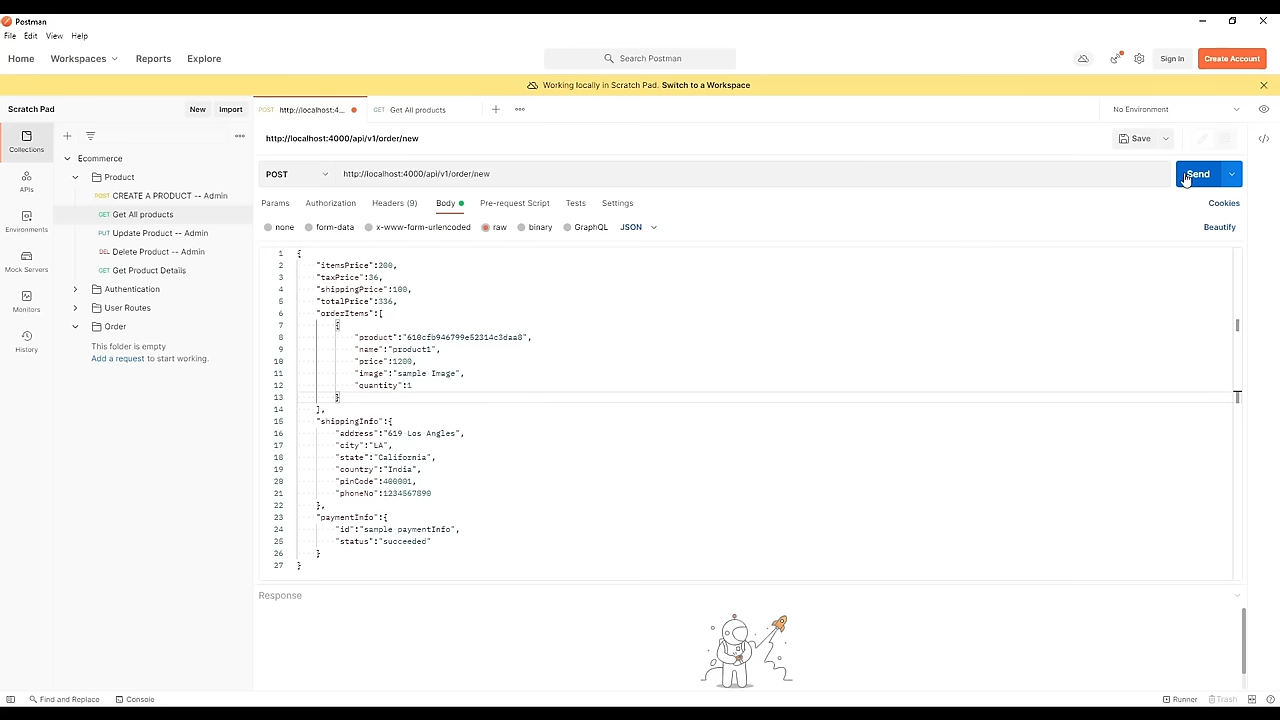 Postman
File Edit View Help
Home Workspaces Reports Explore Search Postman Sign In Create Account
Working locally in Scratch Pad. Switch to a Workspace
Scratch Pad New Import POST http://localhost:4... GET Get All products No Environment
http://localhost:4000/api/v1/order/new Save
Collections
APIs
Environments
Mock Servers
Monitors
History
Ecommerce
Product
POST CREATE A PRODUCT -- Admin
GET Get All products
PUT Update Product -- Admin
DEL Delete Product -- Admin
GET Get Product Details
Authentication
User Routes
Order
This folder is empty
Add a request to start working.
POST http://localhost:4000/api/v1/order/new Send
Params Authorization Headers (9) Body Pre-request Script Tests Settings Cookies
none form-data x-www-form-urlencoded raw binary GraphQL JSON Beautify
1 {
2 "itemsPrice":200,
3 "taxPrice":36,
4 "shippingPrice":100,
5 "totalPrice":336,
6 "orderItems":[
7 {
8 "product":"610cfb946799e52314c3daa8",
9 "name":"product1",
10 "price":1200,
11 "image":"sample Image",
12 "quantity":1
13 }
14 ],
15 "shippingInfo":{
16 "address":"619 Los Angles",
17 "city":"LA",
18 "state":"California",
19 "country":"India",
20 "pinCode":400001,
21 "phoneNo":1234567890
22 },
23 "paymentInfo":{
24 "id":"sample paymentInfo",
25 "status":"succeeded"
26 }
27 }
Response
Find and Replace Console Runner Trash